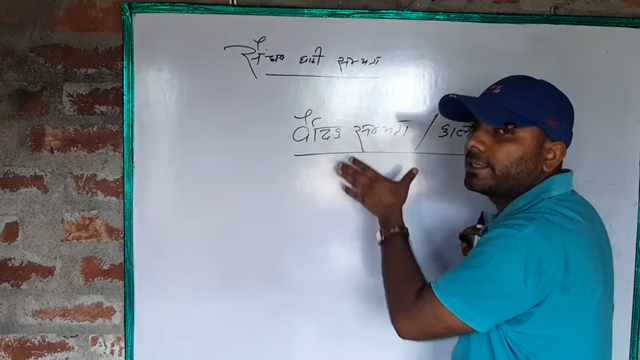 सैंधव घाटी सभ्यता
वैदिक सभ्यता / काल